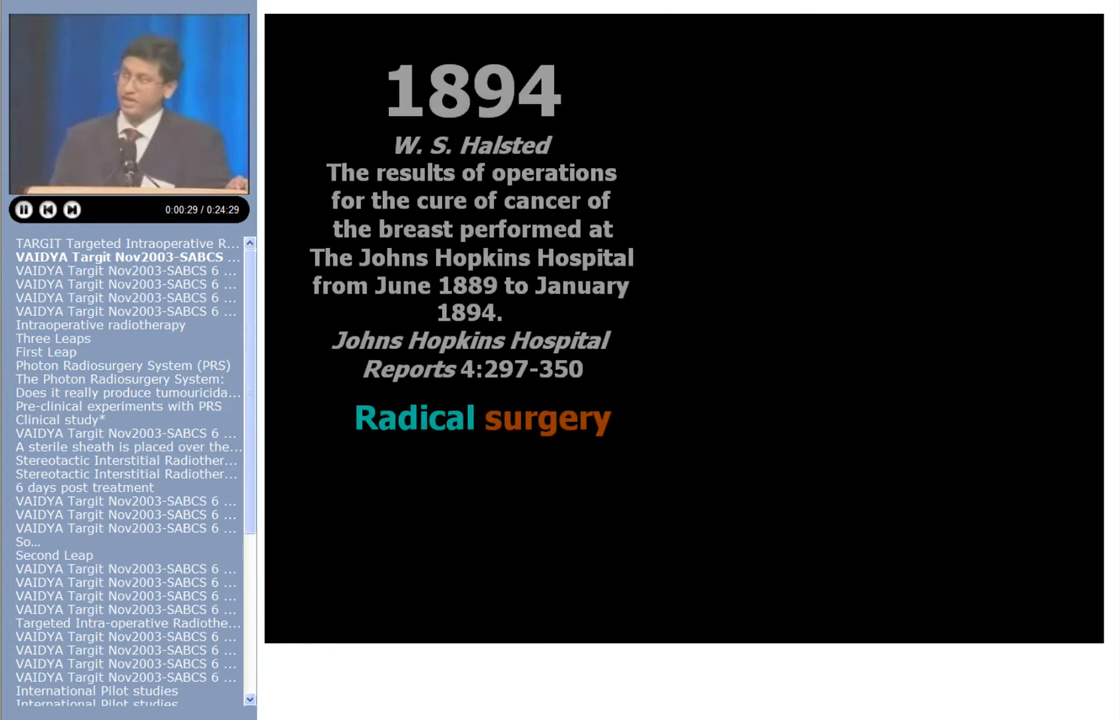 0:00:29 / 0:24:29
TARGIT Targeted Intraoperative R...
VAIDYA Targit Nov2003-SABCS ...
VAIDYA Targit Nov2003-SABCS 6 ...
VAIDYA Targit Nov2003-SABCS 6 ...
VAIDYA Targit Nov2003-SABCS 6 ...
VAIDYA Targit Nov2003-SABCS 6 ...
Intraoperative radiotherapy
Three Leaps
First Leap
Photon Radiosurgery System (PRS)
The Photon Radiosurgery System:
Does it really produce tumouricida...
Pre-clinical experiments with PRS
Clinical study*
VAIDYA Targit Nov2003-SABCS 6 ...
A sterile sheath is placed over the...
Stereotactic Interstitial Radiother...
Stereotactic Interstitial Radiother...
6 days post treatment
VAIDYA Targit Nov2003-SABCS 6 ...
VAIDYA Targit Nov2003-SABCS 6 ...
VAIDYA Targit Nov2003-SABCS 6 ...
So...
Second Leap
VAIDYA Targit Nov2003-SABCS 6 ...
VAIDYA Targit Nov2003-SABCS 6 ...
VAIDYA Targit Nov2003-SABCS 6 ...
VAIDYA Targit Nov2003-SABCS 6 ...
Targeted Intra-operative Radiothe...
VAIDYA Targit Nov2003-SABCS 6 ...
VAIDYA Targit Nov2003-SABCS 6 ...
VAIDYA Targit Nov2003-SABCS 6 ...
VAIDYA Targit Nov2003-SABCS 6 ...
International Pilot studies
International Pilot studies
1894
W. S. Halsted
The results of operations
for the cure of cancer of
the breast performed at
The Johns Hopkins Hospital
from June 1889 to January
1894.
Johns Hopkins Hospital
Reports 4:297-350
Radical surgery